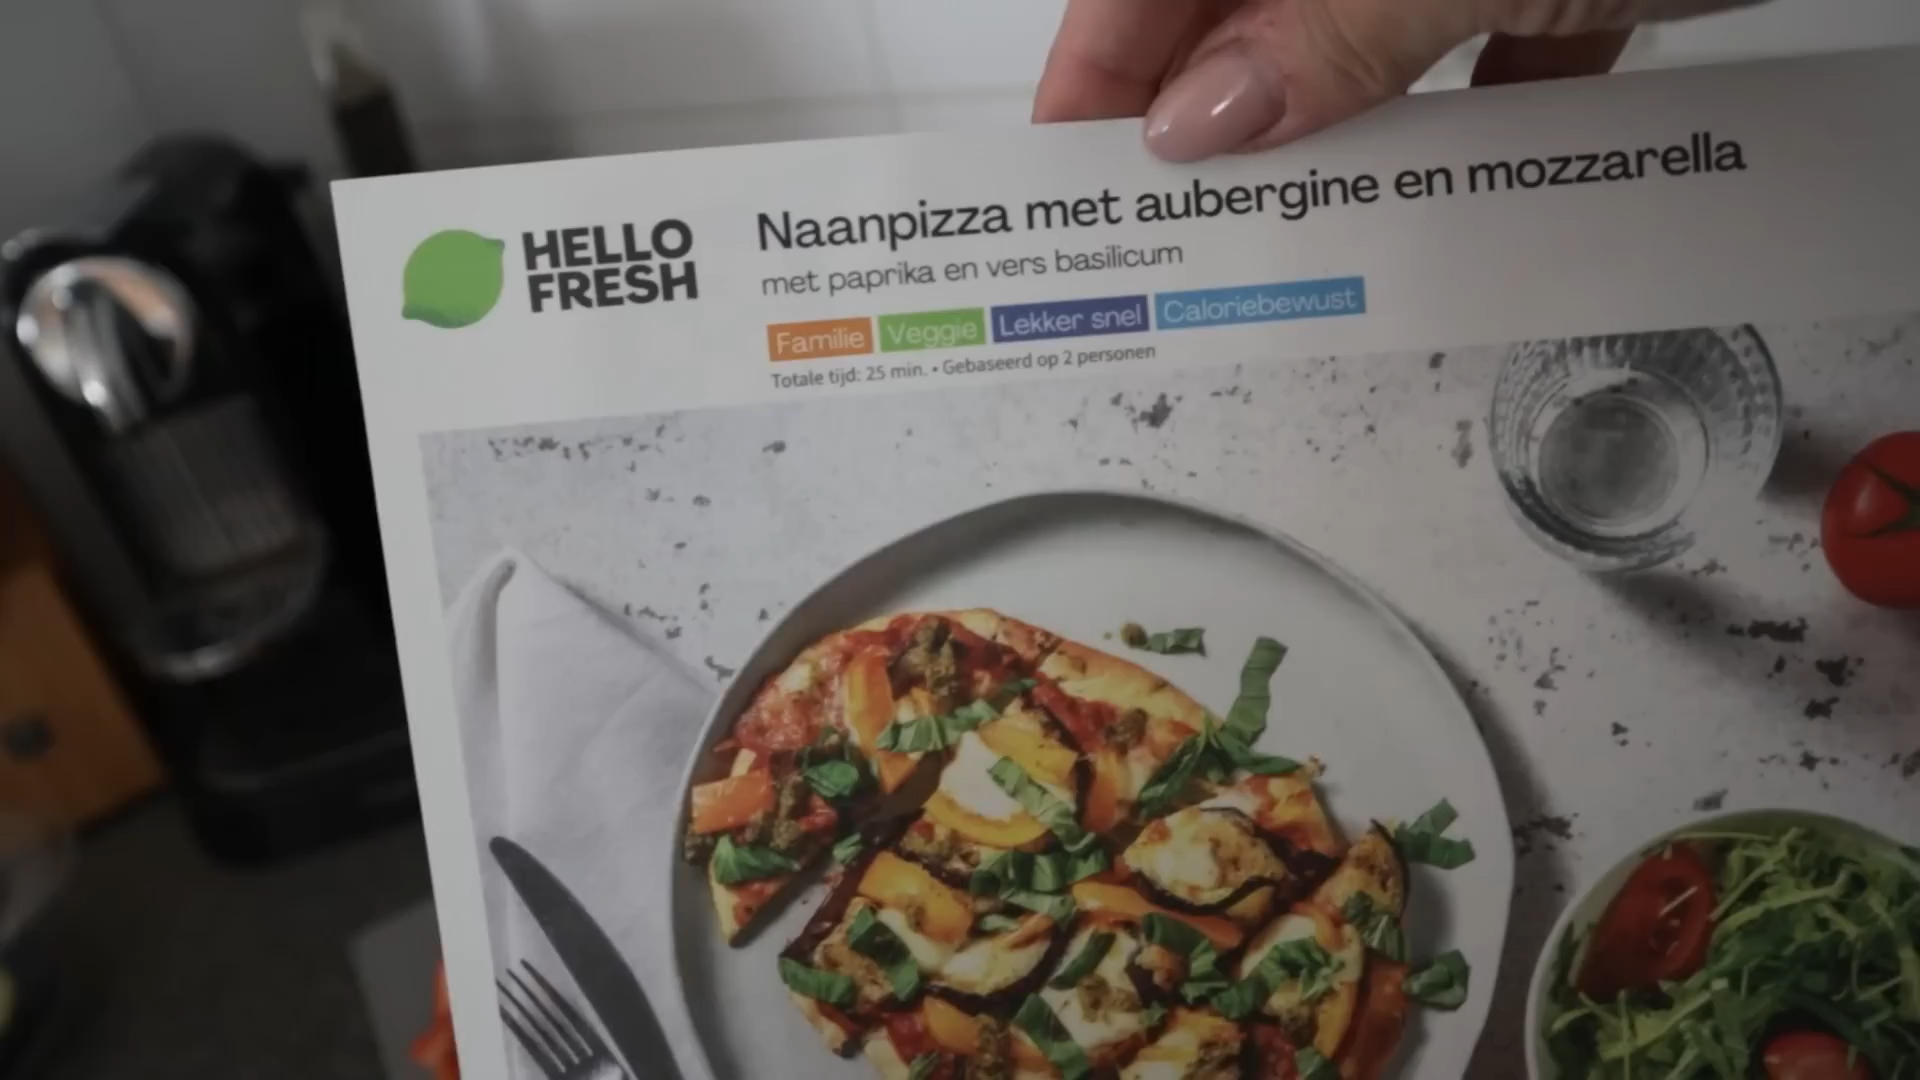 HELLO
FRESH
Naanpizza met aubergine en mozzarella
met paprika en vers basilicum
Familie Veggie Lekker snel Caloriebewust
Totale tijd: 25 min. • Gebaseerd op 2 personen